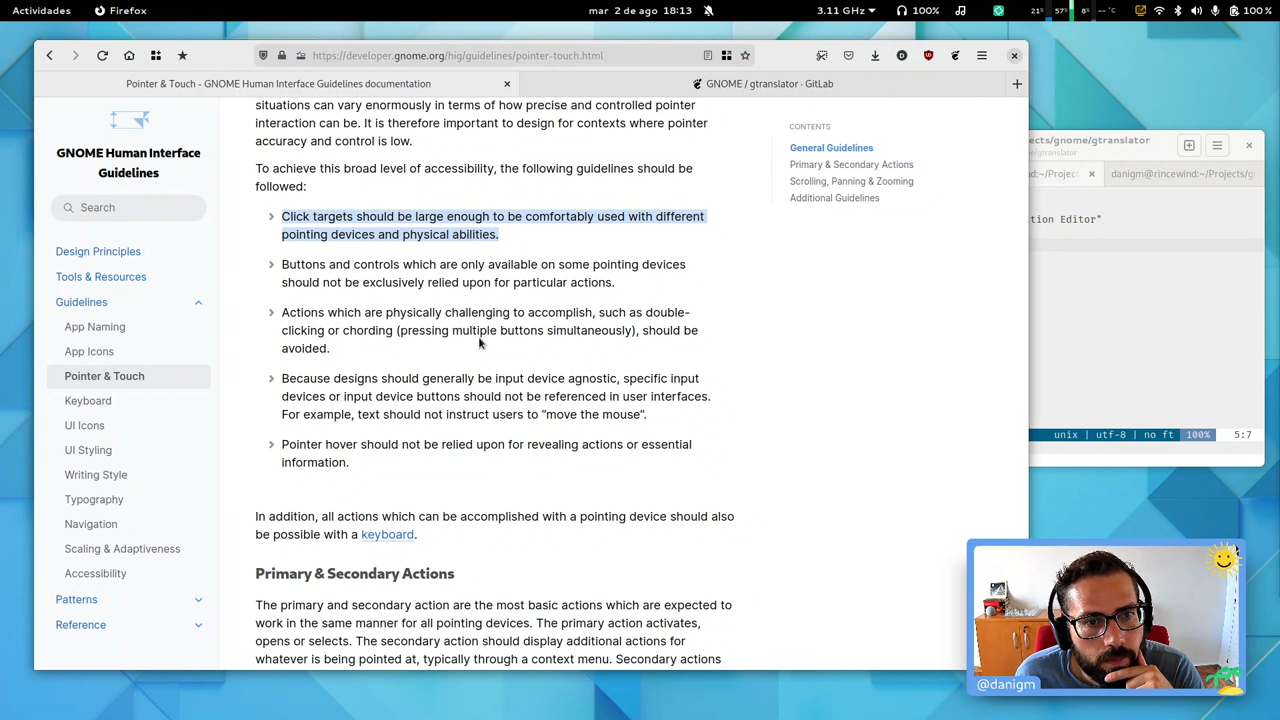 Actividades
Firefox
mar 2 de ago 18:13
3.11 GHz
100%
21%
57%
8%
-- °C
100 %
https://developer.gnome.org/hig/guidelines/pointer-touch.html
Pointer & Touch - GNOME Human Interface Guidelines documentation
GNOME / gtranslator · GitLab
GNOME Human Interface
Guidelines
Search
Design Principles
Tools & Resources
Guidelines
App Naming
App Icons
Pointer & Touch
Keyboard
UI Icons
UI Styling
Writing Style
Typography
Navigation
Scaling & Adaptiveness
Accessibility
Patterns
Reference
situations can vary enormously in terms of how precise and controlled pointer
interaction can be. It is therefore important to design for contexts where pointer
accuracy and control is low.
To achieve this broad level of accessibility, the following guidelines should be
followed:
Click targets should be large enough to be comfortably used with different
pointing devices and physical abilities.
Buttons and controls which are only available on some pointing devices
should not be exclusively relied upon for particular actions.
Actions which are physically challenging to accomplish, such as double-
clicking or chording (pressing multiple buttons simultaneously), should be
avoided.
Because designs should generally be input device agnostic, specific input
devices or input device buttons should not be referenced in user interfaces.
For example, text should not instruct users to “move the mouse”.
Pointer hover should not be relied upon for revealing actions or essential
information.
In addition, all actions which can be accomplished with a pointing device should also
be possible with a keyboard.
Primary & Secondary Actions
The primary and secondary action are the most basic actions which are expected to
work in the same manner for all pointing devices. The primary action activates,
opens or selects. The secondary action should display additional actions for
whatever is being pointed at, typically through a context menu. Secondary actions
CONTENTS
General Guidelines
Primary & Secondary Actions
Scrolling, Panning & Zooming
Additional Guidelines
ects/gnome/gtranslator
/gnome/gtranslator
nd:~/Project
danigm@rincewind:~/Projects/g
ion Editor"
unix | utf-8 | no ft 100% 5:7
@danigm